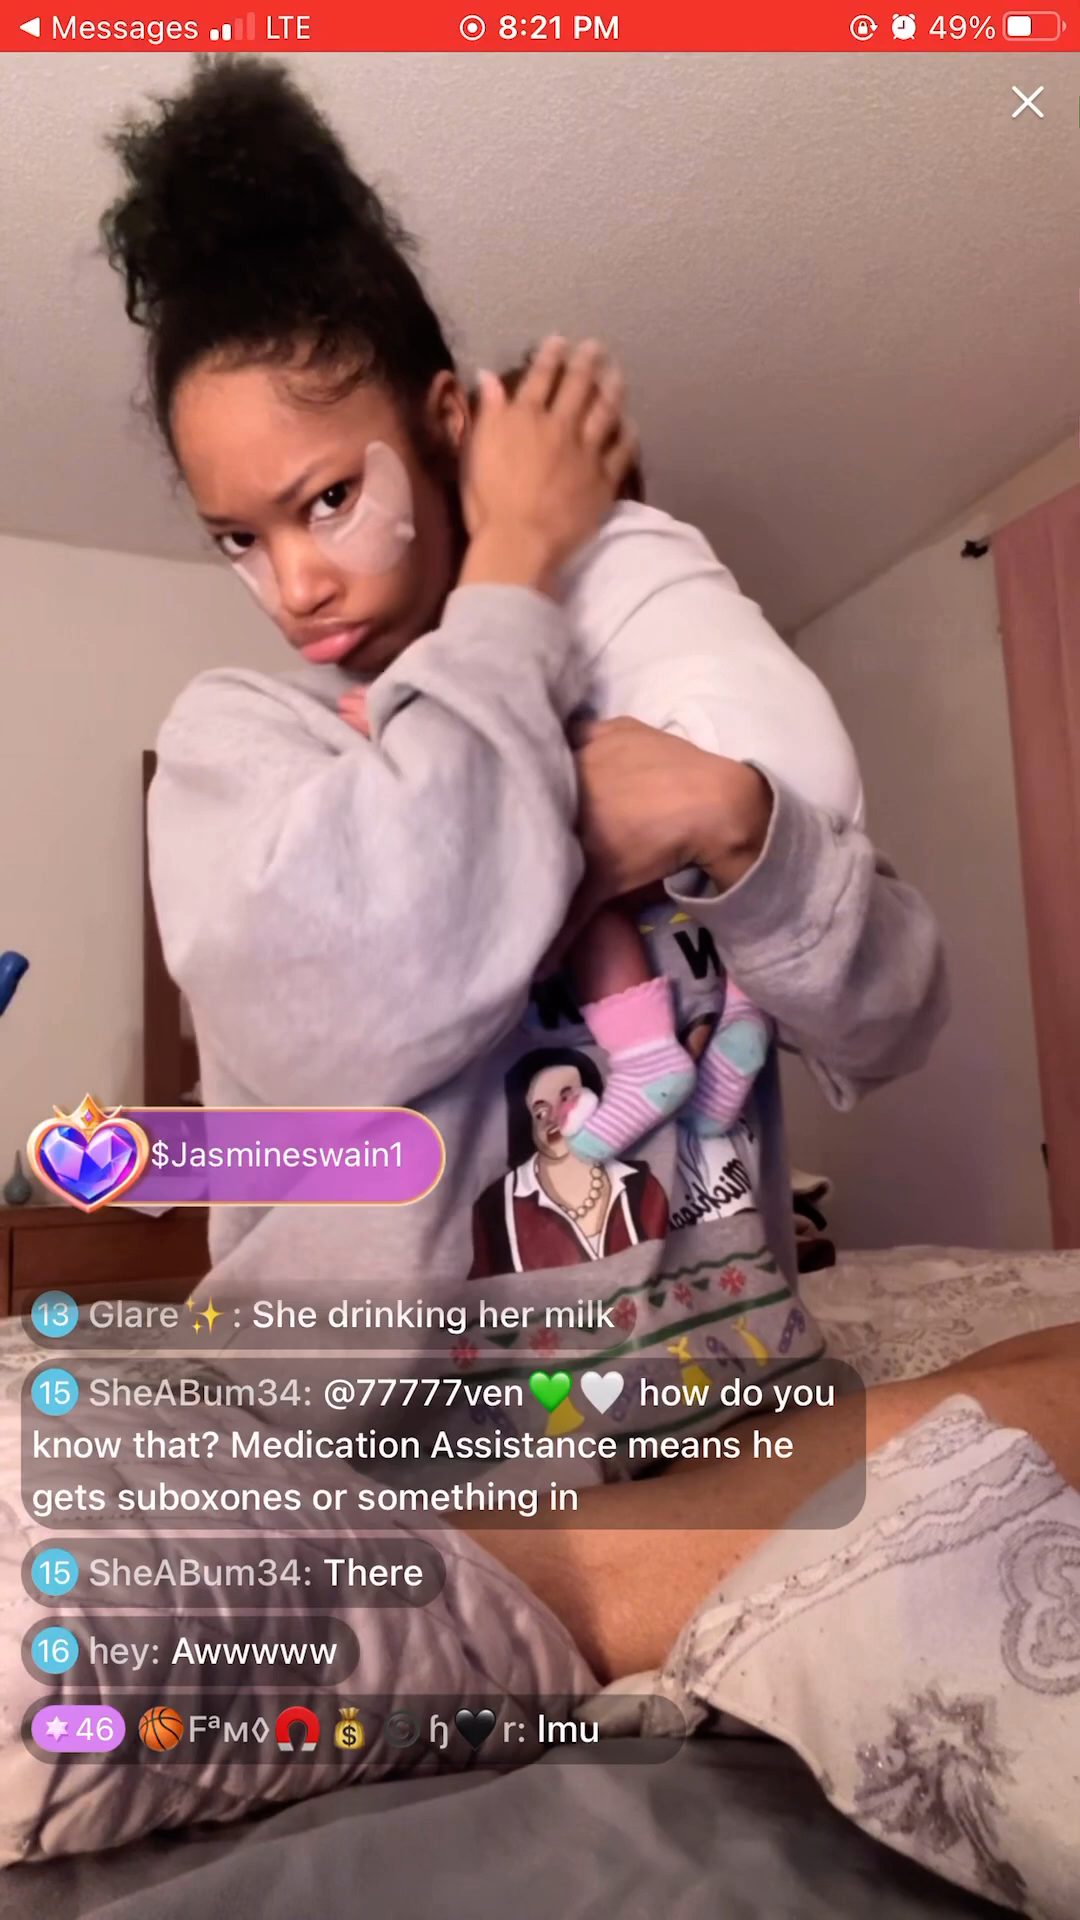 Messages LTE 8:21 PM 49%
N
$Jasmineswain1
Michigan
13 Glare✨: She drinking her milk
15 SheABum34: @77777ven💚🤍 how do you
know that? Medication Assistance means he
gets suboxones or something in
15 SheABum34: There
16 hey: Awwwww
46 🏀FᵃM◊🧲💰 ɧ🖤r: lmu